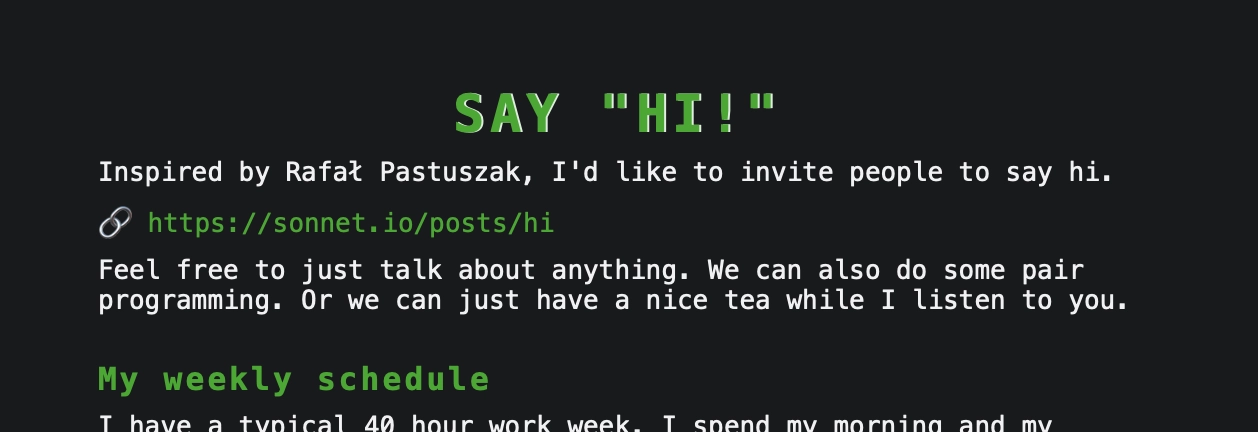 SAY "HI!"
Inspired by Rafał Pastuszak, I'd like to invite people to say hi.
https://sonnet.io/posts/hi
Feel free to just talk about anything. We can also do some pair
programming. Or we can just have a nice tea while I listen to you.
My weekly schedule
I have a typical 40 hour work week. I spend my morning and my